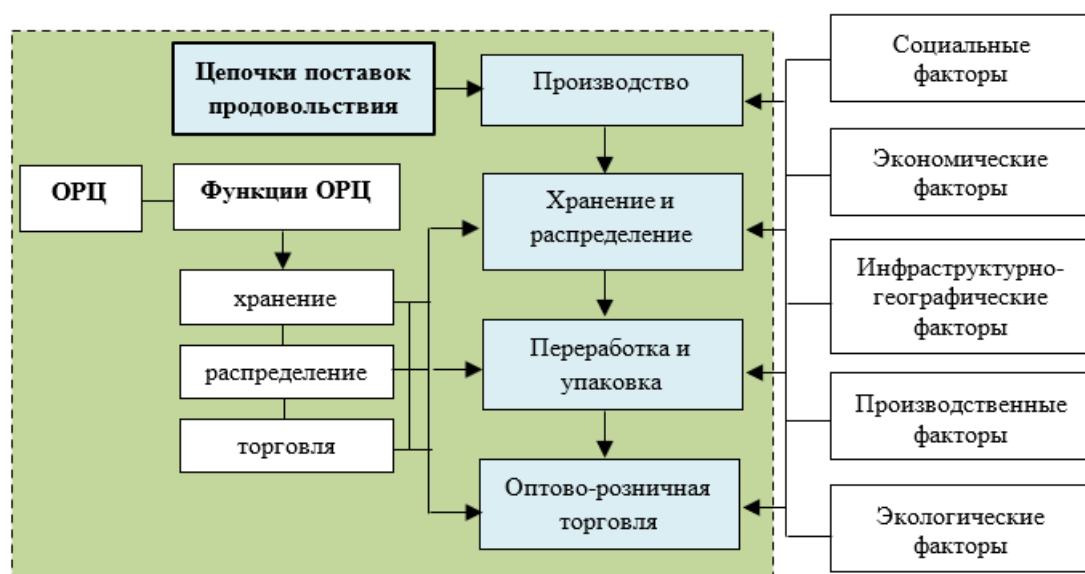 Цепочки поставок
продовольствия
Производство
ОРЦ
Функции ОРЦ
хранение
распределение
торговля
Хранение и
распределение
Переработка и
упаковка
Оптово-розничная
торговля
Социальные
факторы
Экономические
факторы
Инфраструктурно-
географические
факторы
Производственные
факторы
Экологические
факторы